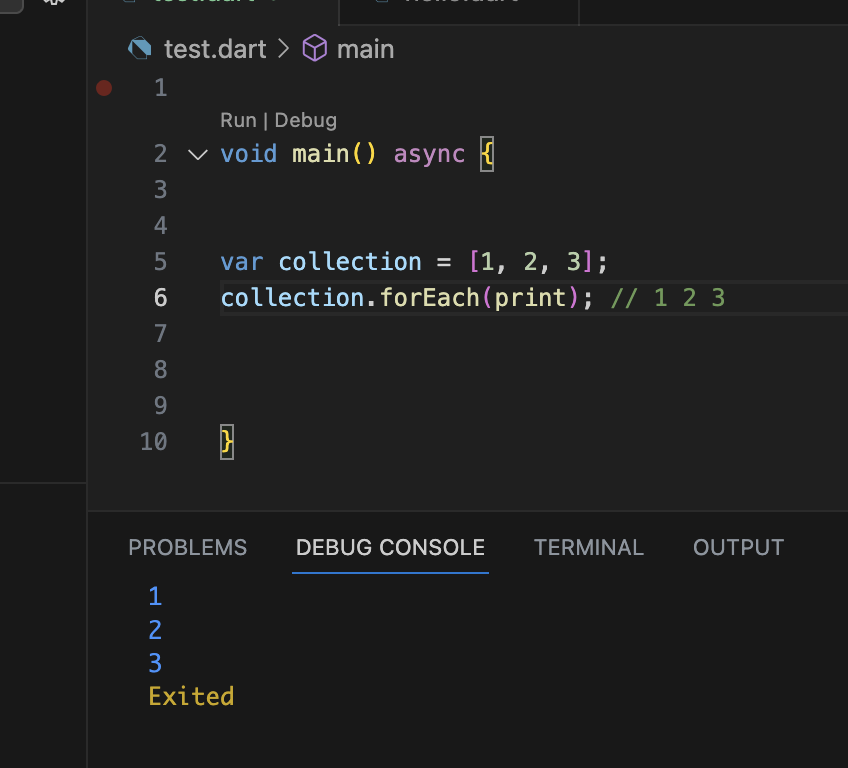 test.dart > main
1
Run | Debug
2 void main() async {
3
4
5 var collection = [1, 2, 3];
6 collection.forEach(print); // 1 2 3
7
8
9
10 }
PROBLEMS DEBUG CONSOLE TERMINAL OUTPUT
1
2
3
Exited